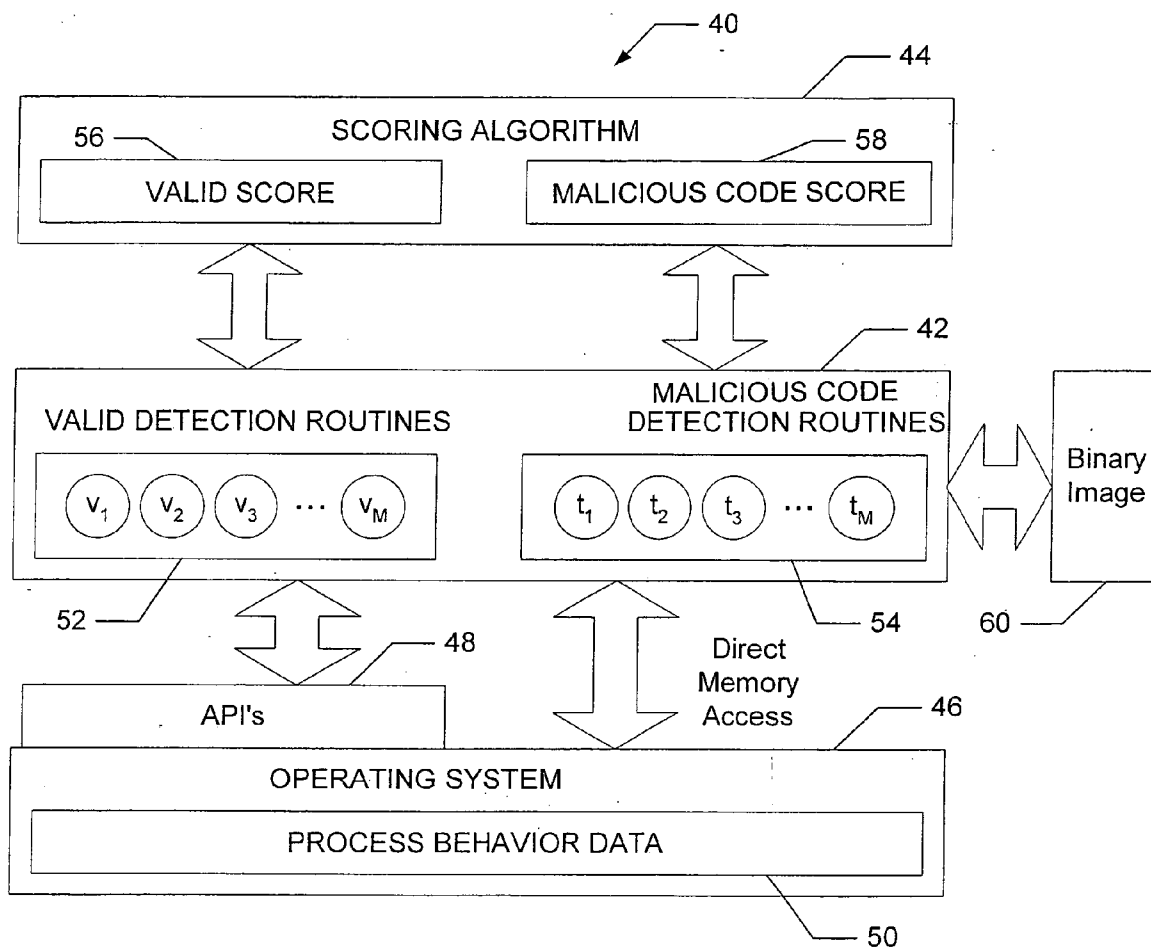 40
44
SCORING ALGORITHM
56
58
VALID SCORE
MALICIOUS CODE SCORE
42
VALID DETECTION ROUTINES
MALICIOUS CODE
DETECTION ROUTINES
v1 v2 v3 ... vM
t1 t2 t3 ... tM
Binary
Image
52
54
60
48
Direct
Memory
Access
API's
46
OPERATING SYSTEM
PROCESS BEHAVIOR DATA
50